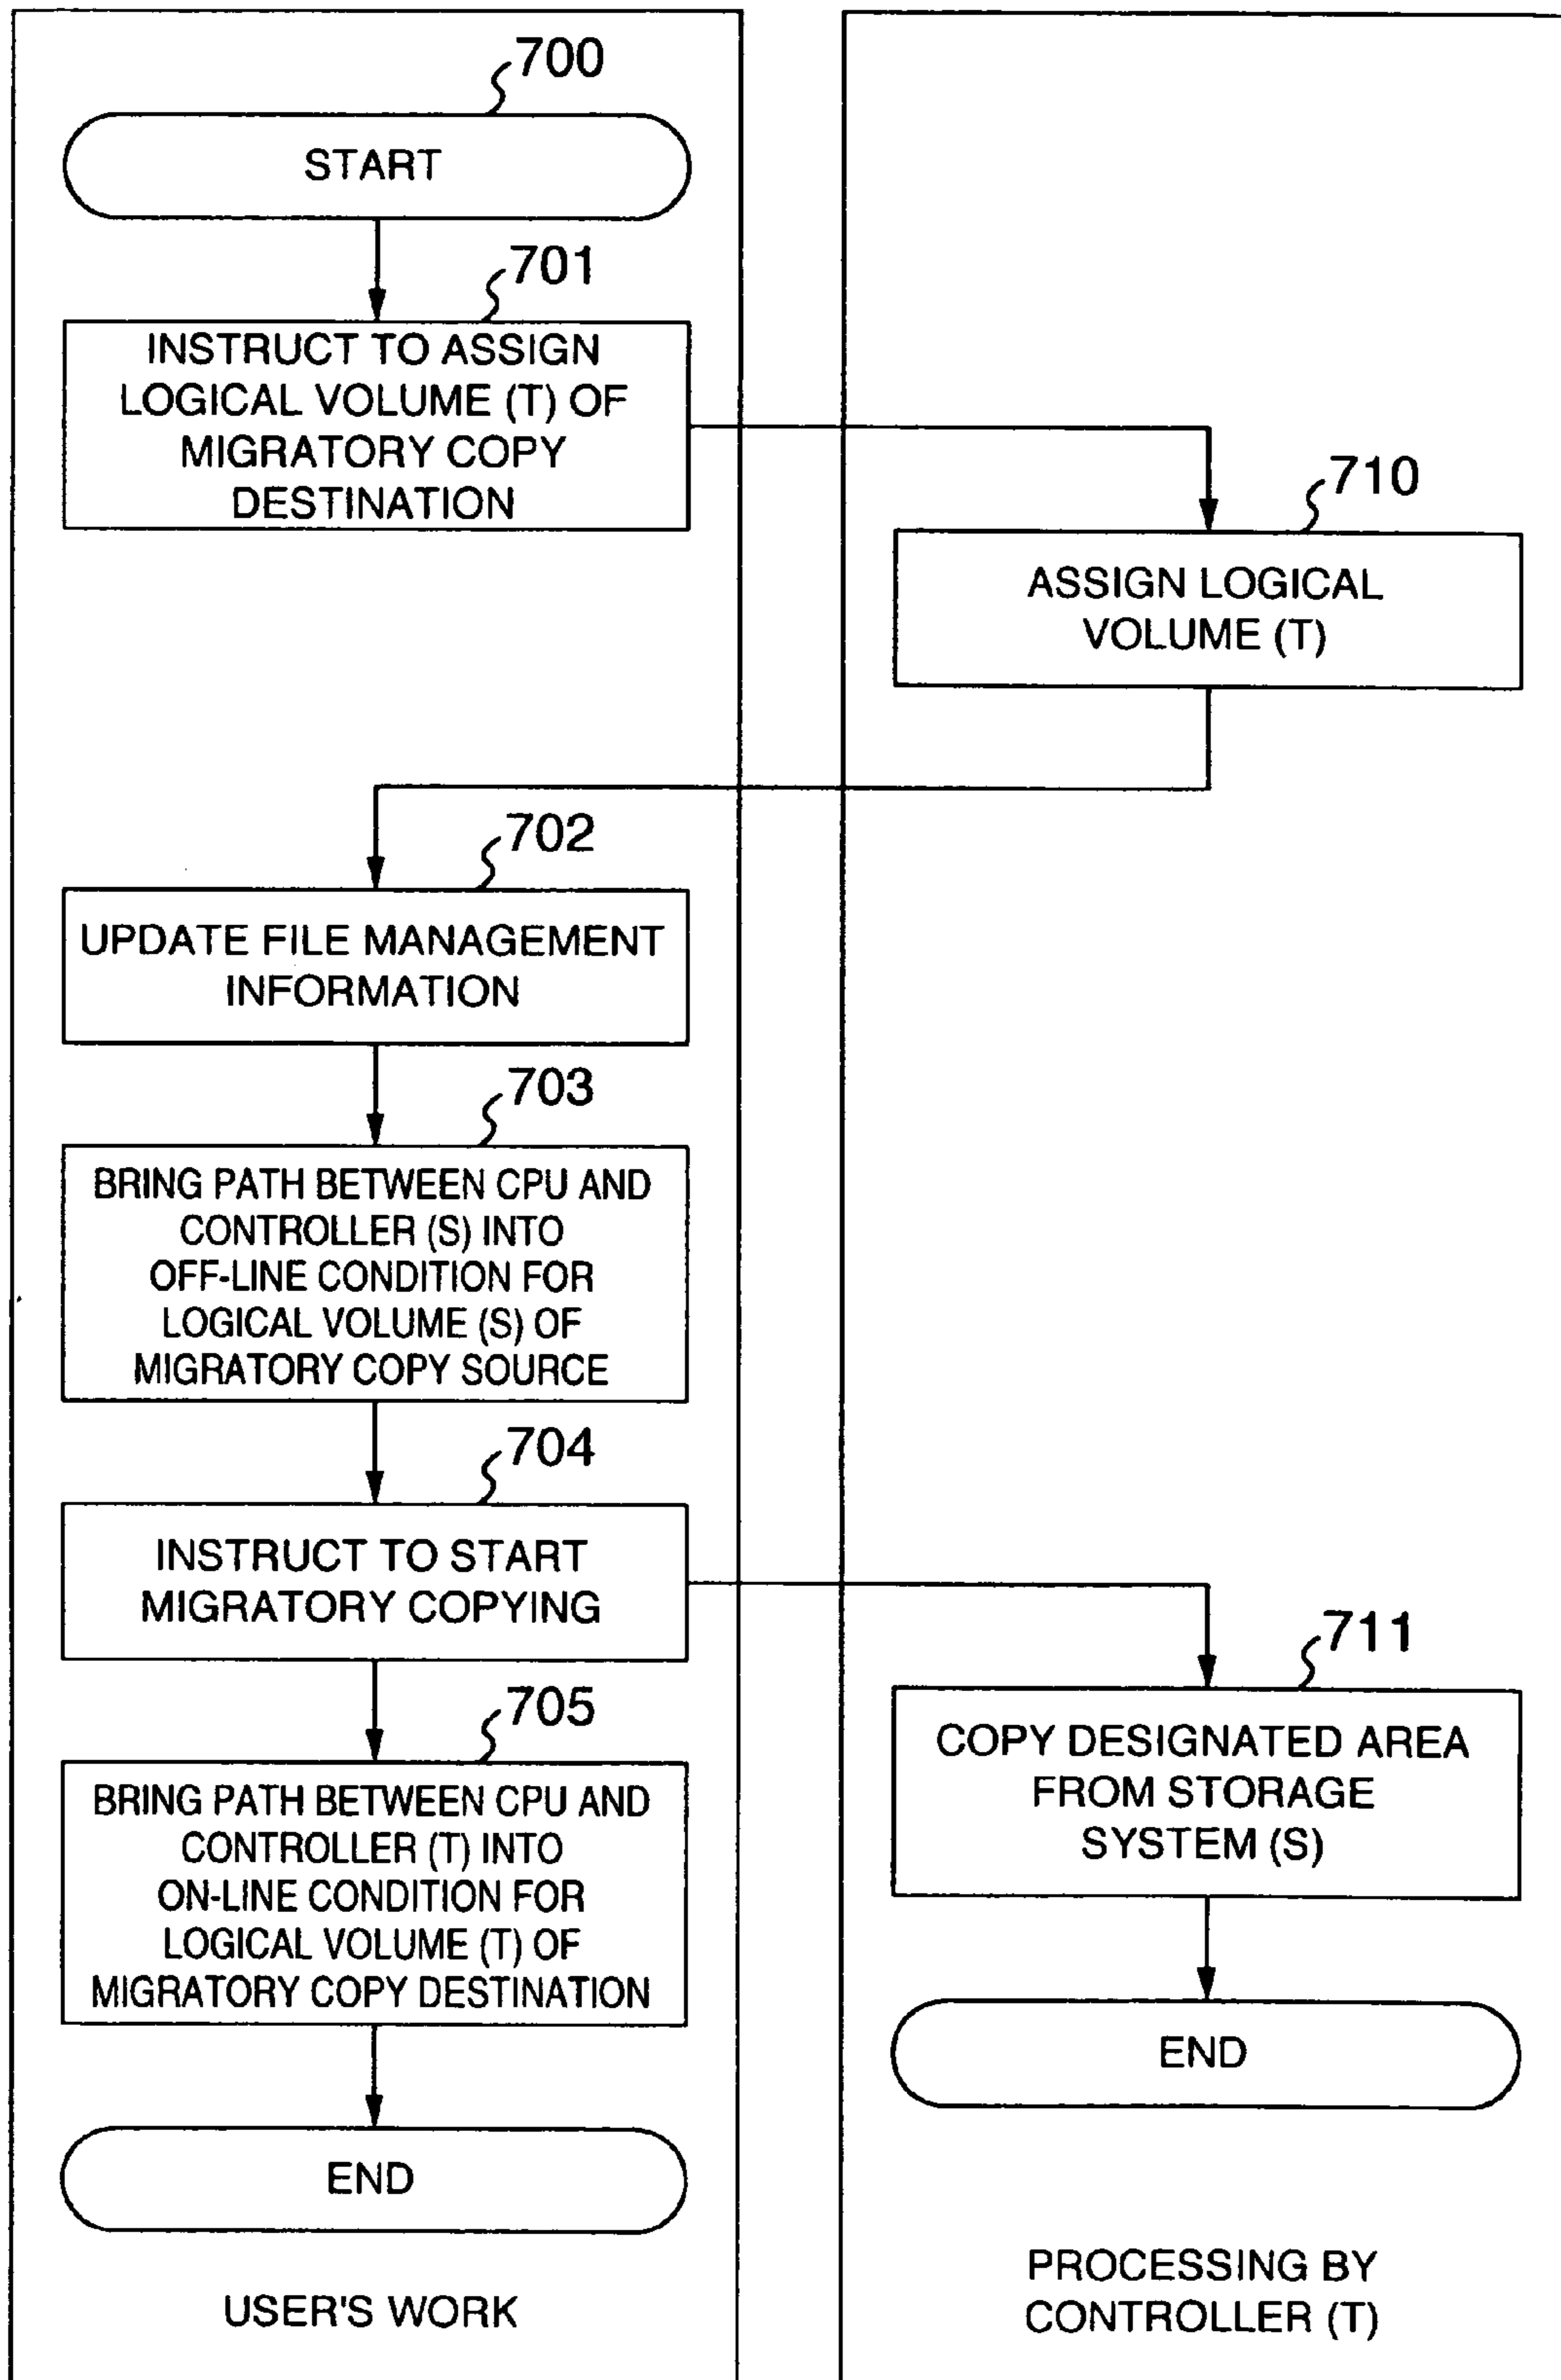 700
START
701
INSTRUCT TO ASSIGN
LOGICAL VOLUME (T) OF
MIGRATORY COPY
DESTINATION
710
ASSIGN LOGICAL
VOLUME (T)
702
UPDATE FILE MANAGEMENT
INFORMATION
703
BRING PATH BETWEEN CPU AND
CONTROLLER (S) INTO
OFF-LINE CONDITION FOR
LOGICAL VOLUME (S) OF
MIGRATORY COPY SOURCE
704
INSTRUCT TO START
MIGRATORY COPYING
711
COPY DESIGNATED AREA
FROM STORAGE
SYSTEM (S)
705
BRING PATH BETWEEN CPU AND
CONTROLLER (T) INTO
ON-LINE CONDITION FOR
LOGICAL VOLUME (T) OF
MIGRATORY COPY DESTINATION
END
END
USER'S WORK
PROCESSING BY
CONTROLLER (T)